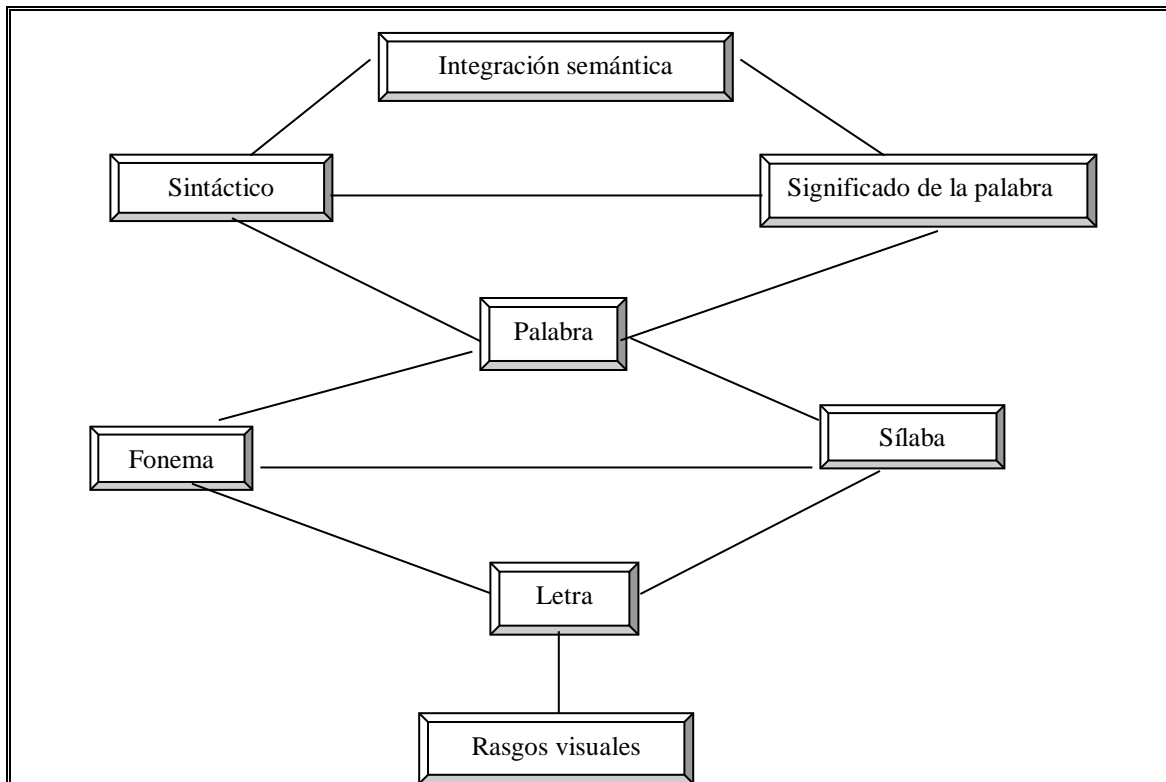 Integración semántica
Sintáctico
Significado de la palabra
Palabra
Sílaba
Fonema
Letra
Rasgos visuales